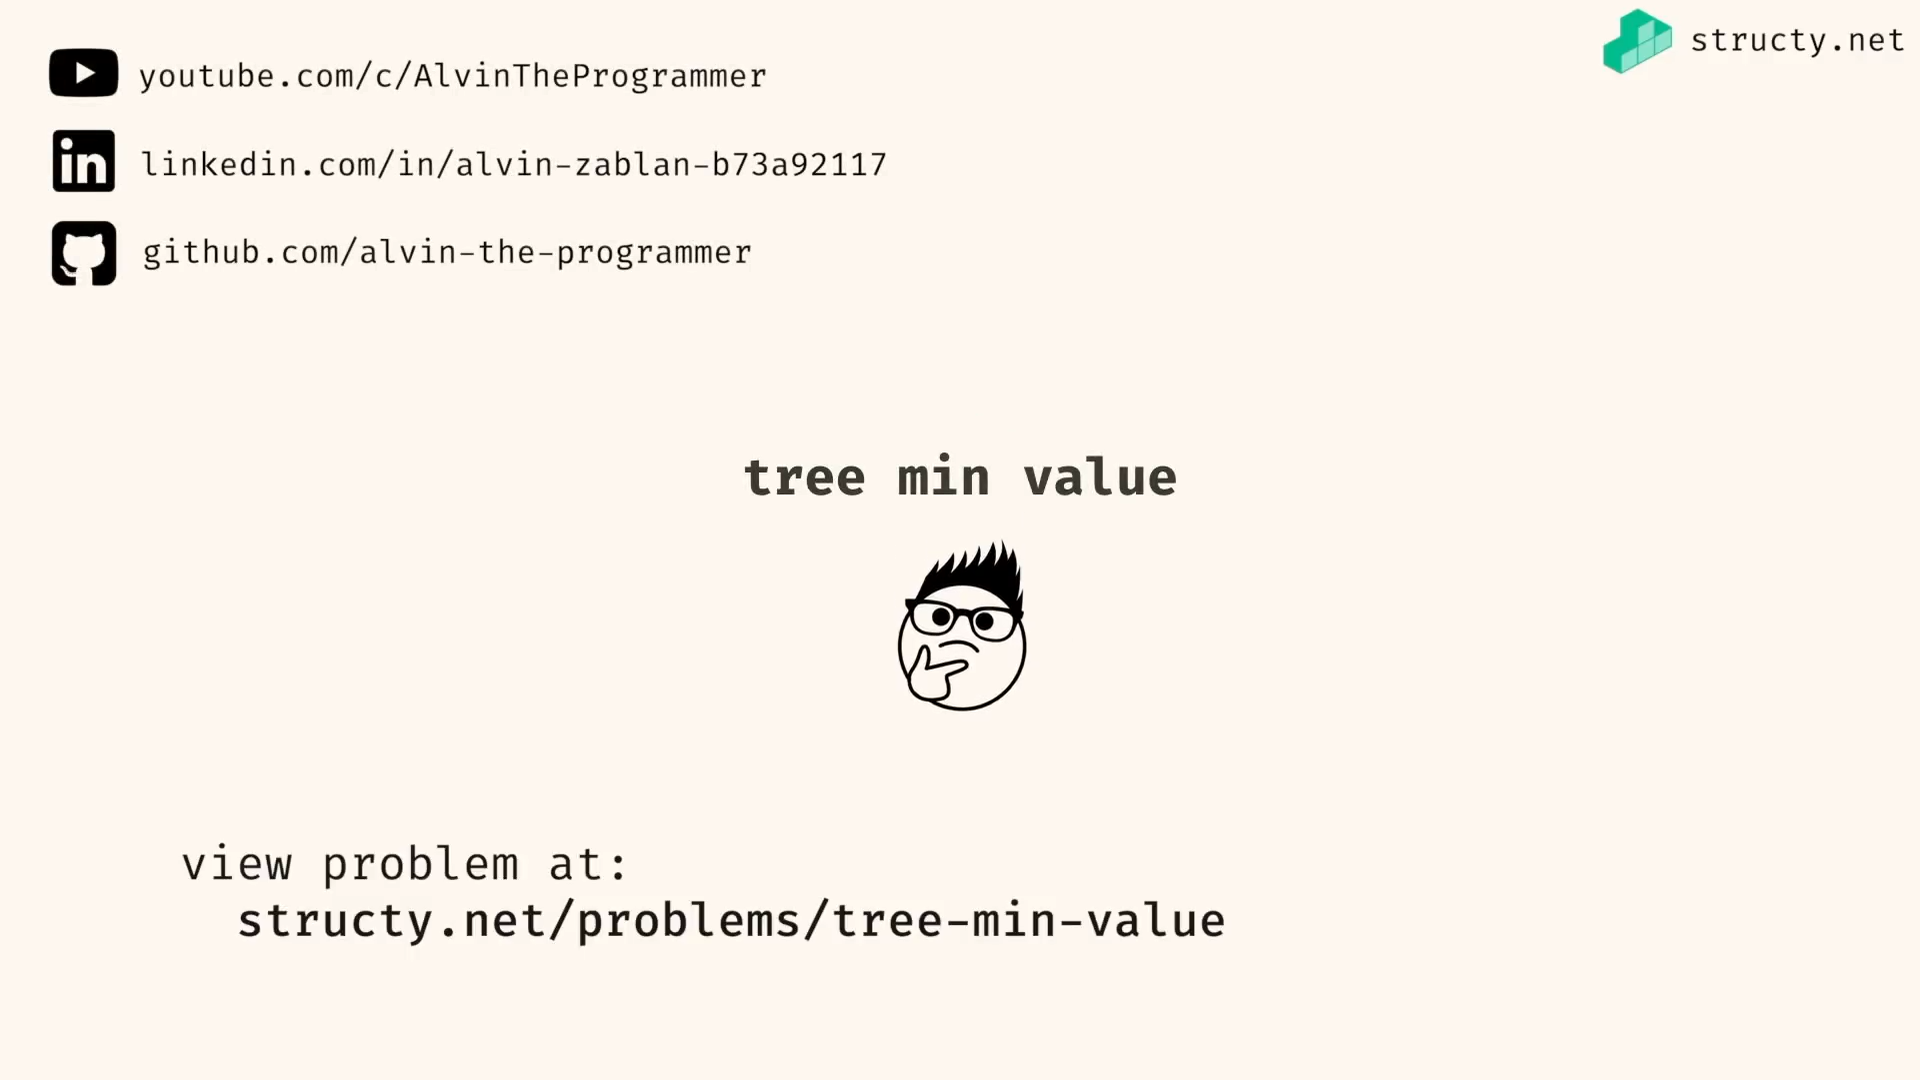 structy.net
youtube.com/c/AlvinTheProgrammer
in linkedin.com/in/alvin-zablan-b73a92117
github.com/alvin-the-programmer
tree min value
view problem at:
structy.net/problems/tree-min-value